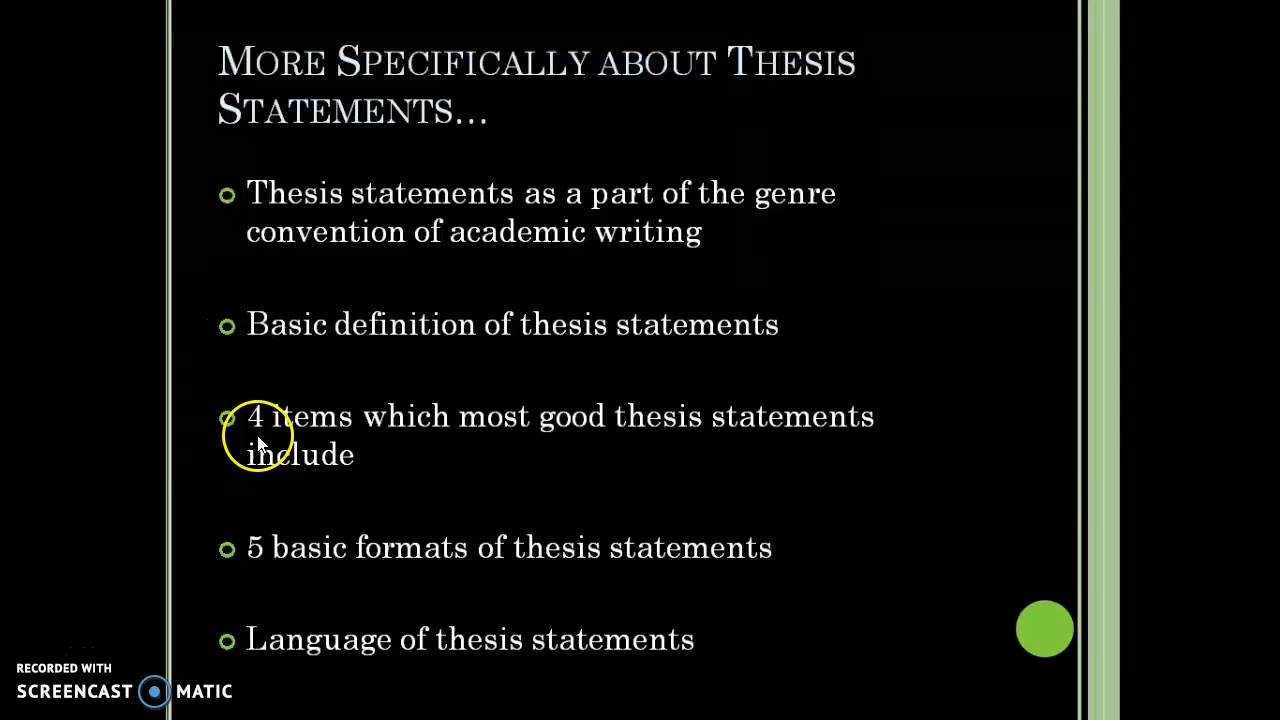 MORE SPECIFICALLY ABOUT THESIS
STATEMENTS...
Thesis statements as a part of the genre
convention of academic writing
Basic definition of thesis statements
4 items which most good thesis statements
include
5 basic formats of thesis statements
Language of thesis statements
RECORDED WITH
SCREENCAST MATIC